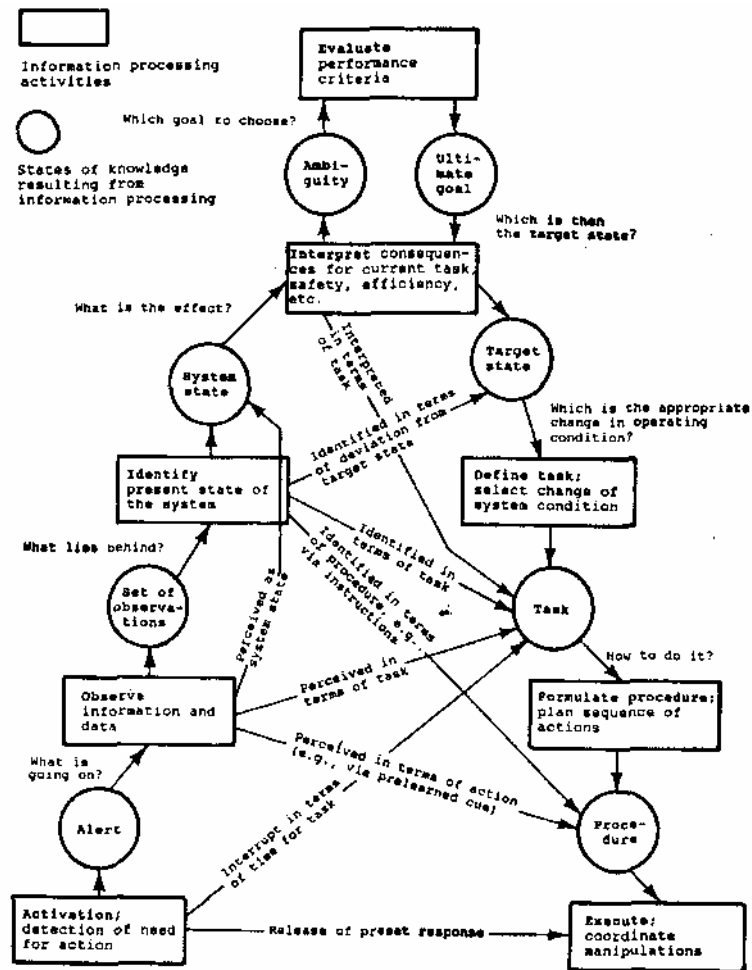 Information processing
activities
Evaluate
performance
criteria
Which goal to choose?
States of knowledge
resulting from
information processing
Ambi-
guity
Ulti-
mate
goal
Which is then
the target state?
Interpret consequen-
ces for current task,
safety, efficiency,
etc.
What is the effect?
System
state
Interpreted
in terms
of task
Target
state
Identified in terms
of deviation from
target state
Which is the appropriate
change in operating
condition?
Identify
present state of
the system
Define task;
select change of
system condition
What lies behind?
Identified in
terms of task
Identified in terms
of procedure, e.g.,
via instructions
Set of
observa-
tions
Perceived as
system state
Task
How to do it?
Observe
information and
data
Perceived in
terms of task
Formulate procedure;
plan sequence of
actions
What is
going on?
Perceived in terms of action
(e.g., via prelearned cue)
Alert
Interrupt in terms
of time for task
Proce-
dure
Activation;
detection of need
for action
Release of preset response
Execute;
coordinate
manipulations